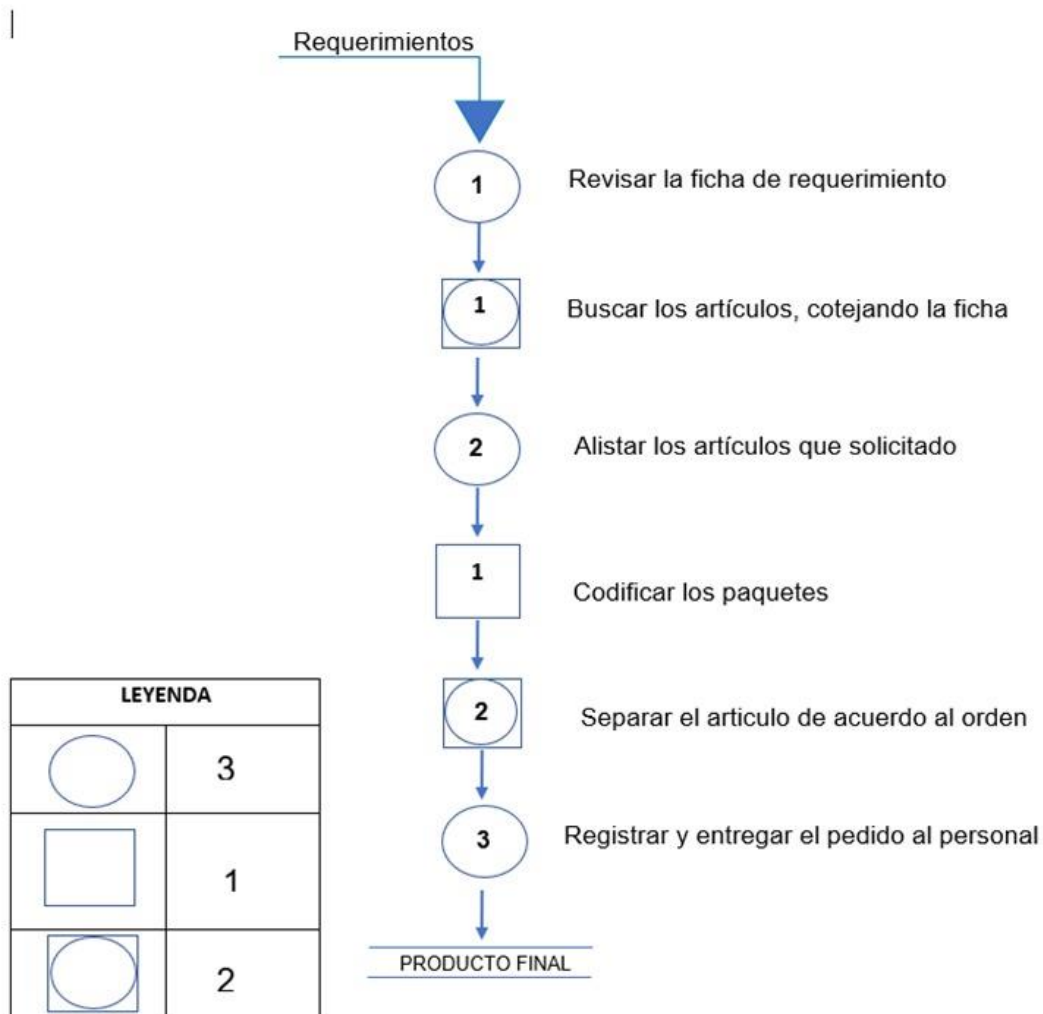 Requerimientos
1
Revisar la ficha de requerimiento
1
Buscar los artículos, cotejando la ficha
2
Alistar los artículos que solicitado
1
Codificar los paquetes
2
Separar el articulo de acuerdo al orden
3
Registrar y entregar el pedido al personal
PRODUCTO FINAL
LEYENDA
3
1
2